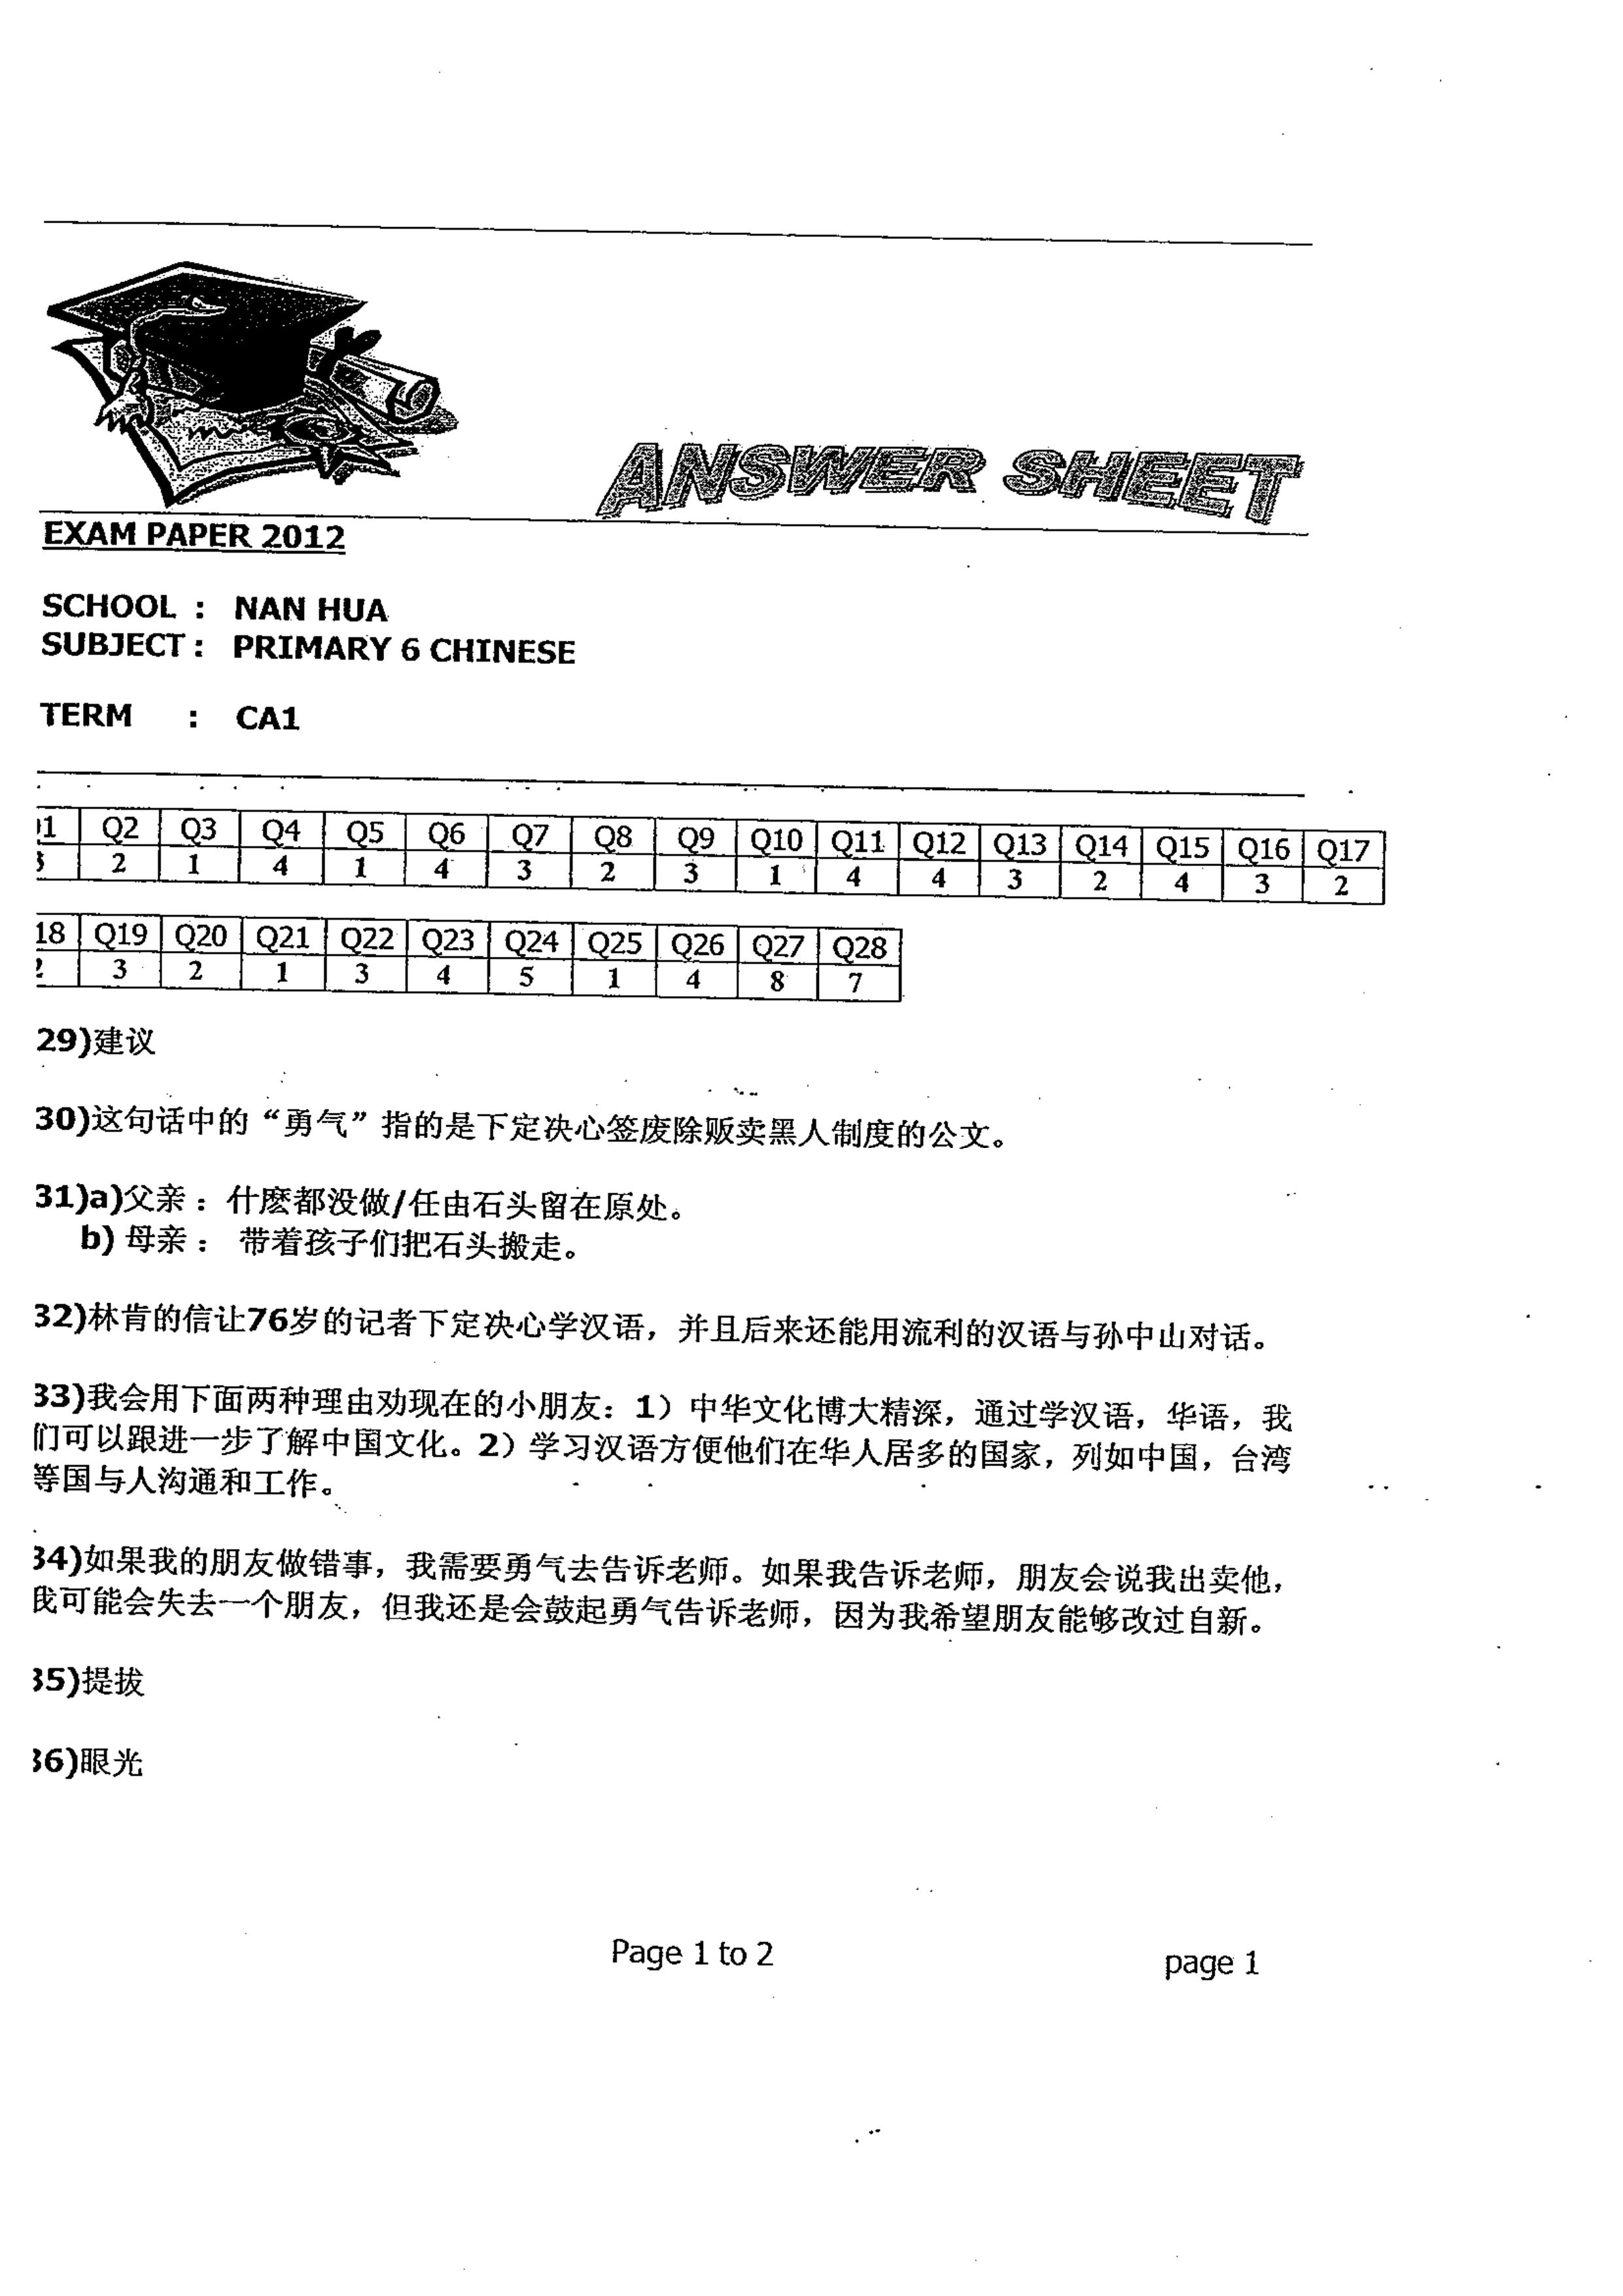 ANSWER SHEET
EXAM PAPER 2012
SCHOOL : NAN HUA
SUBJECT : PRIMARY 6 CHINESE
TERM : CA1
Q2 Q3 Q4 Q5 Q6 Q7 Q8 Q9 Q10 Q11 Q12 Q13 Q14 Q15 Q16 Q17
2 1 4 1 4 3 2 3 1 4 4 3 2 4 3 2
18 Q19 Q20 Q21 Q22 Q23 Q24 Q25 Q26 Q27 Q28
3 2 1 3 4 5 1 4 8 7
29)建议
30)这句话中的“勇气”指的是下定决心签废除贩卖黑人制度的公文。
31)a)父亲：什麽都没做/任由石头留在原处。
b) 母亲： 带着孩子们把石头搬走。
32)林肯的信让76岁的记者下定决心学汉语，并且后来还能用流利的汉语与孙中山对话。
33)我会用下面两种理由劝现在的小朋友：1）中华文化博大精深，通过学汉语，华语，我
们可以跟进一步了解中国文化。2）学习汉语方便他们在华人居多的国家，列如中国，台湾
等国与人沟通和工作。
34)如果我的朋友做错事，我需要勇气去告诉老师。如果我告诉老师，朋友会说我出卖他，
我可能会失去一个朋友，但我还是会鼓起勇气告诉老师，因为我希望朋友能够改过自新。
35)提拔
36)眼光
Page 1 to 2 page 1